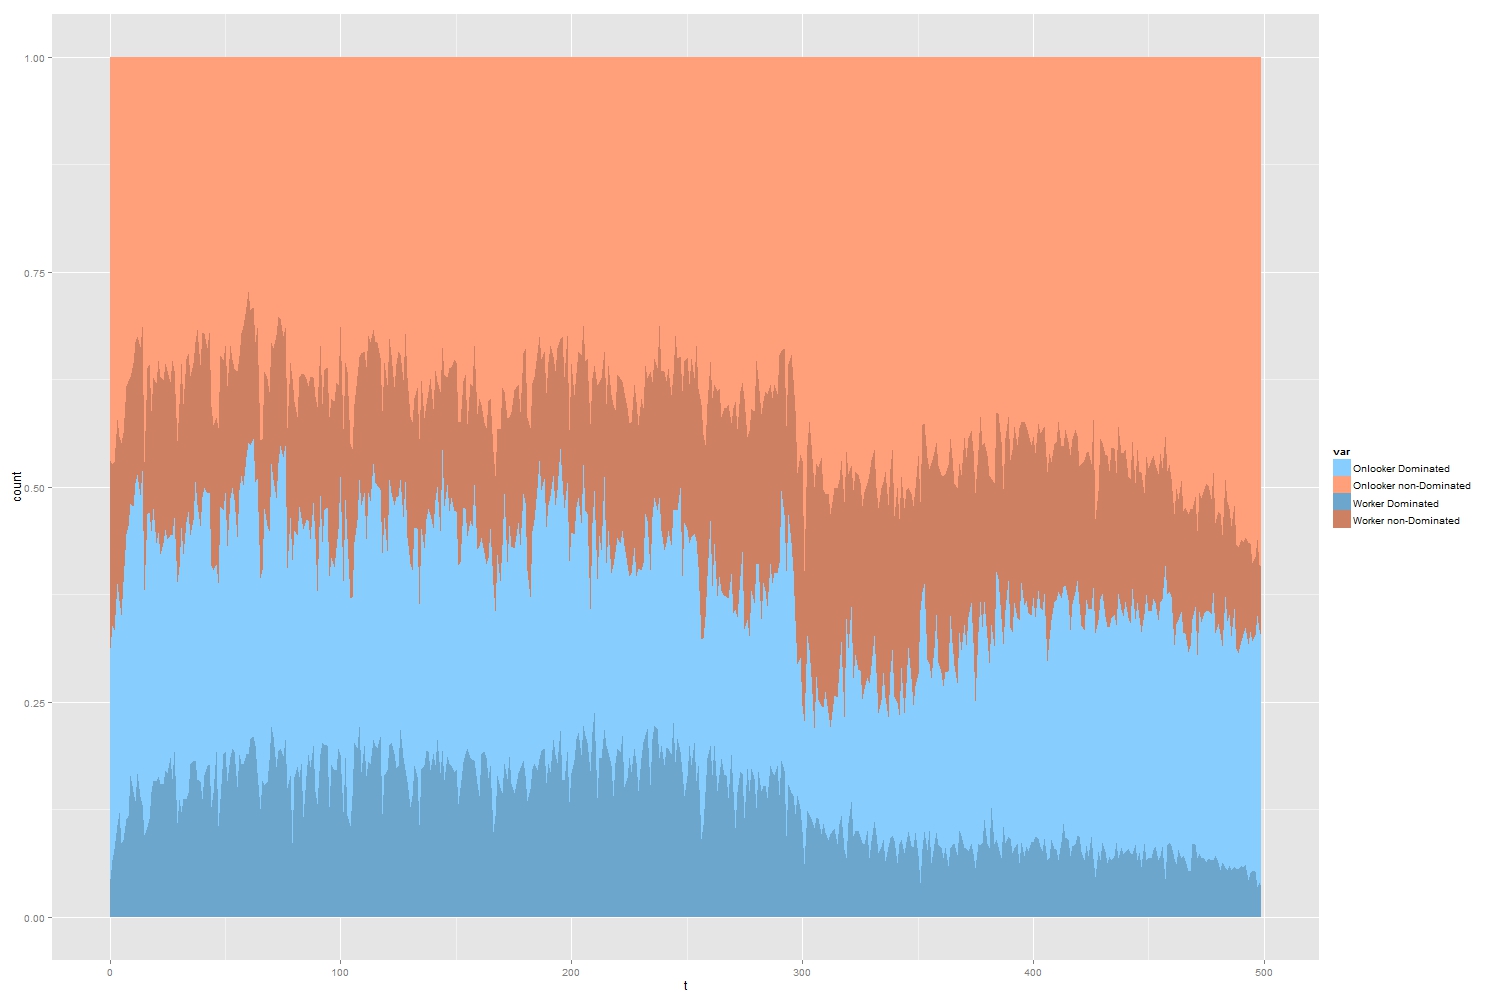 1.00
0.75
0.50
0.25
0.00
count
0
100
200
300
400
500
t
var
Onlooker Dominated
Onlooker non-Dominated
Worker Dominated
Worker non-Dominated